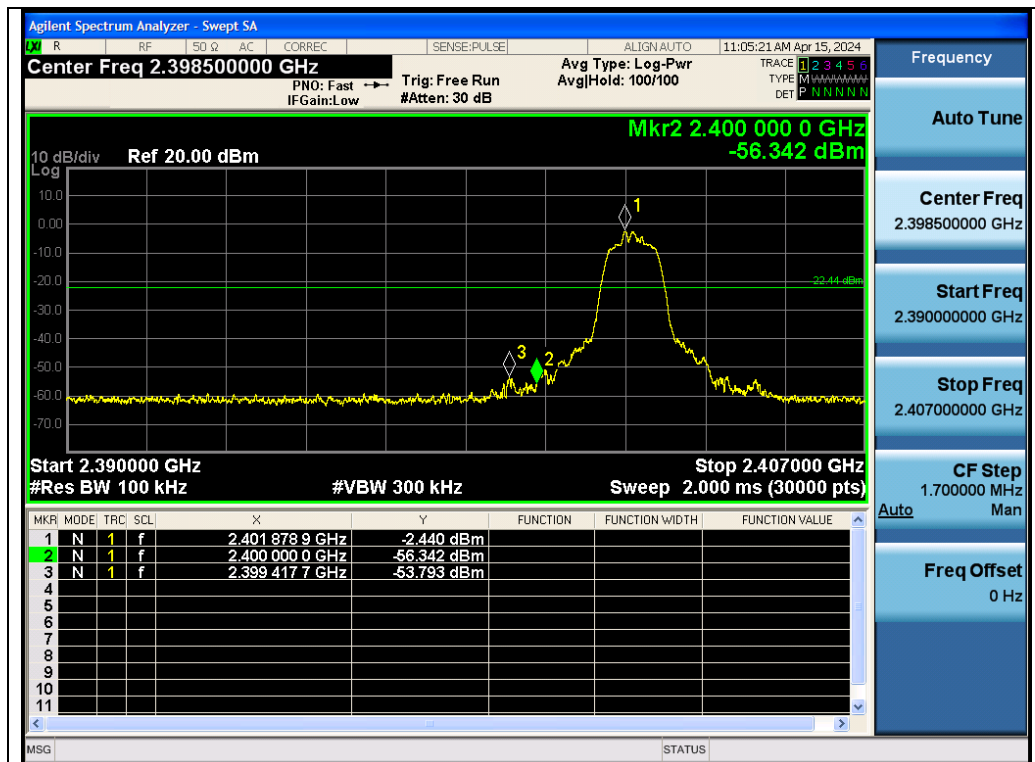 Agilent Spectrum Analyzer - Swept SA
LXI R RF 50 Ω AC CORREC SENSE:PULSE ALIGN AUTO 11:05:21 AM Apr 15, 2024
Center Freq 2.398500000 GHz
PNO: Fast
IFGain:Low
Trig: Free Run
#Atten: 30 dB
Avg Type: Log-Pwr
Avg|Hold: 100/100
TRACE 1 2 3 4 5 6
TYPE M WWWWW
DET P N N N N N
Mkr2 2.400 000 0 GHz
-56.342 dBm
10 dB/div Ref 20.00 dBm
Log
10.0
0.00
-10.0
-20.0
-30.0
-40.0
-50.0
-60.0
-70.0
1
-22.44 dBm
3
2
Start 2.390000 GHz Stop 2.407000 GHz
#Res BW 100 kHz #VBW 300 kHz Sweep 2.000 ms (30000 pts)
MKR MODE TRC SCL X Y FUNCTION FUNCTION WIDTH FUNCTION VALUE
1 N 1 f 2.401 878 9 GHz -2.440 dBm
2 N 1 f 2.400 000 0 GHz -56.342 dBm
3 N 1 f 2.399 417 7 GHz -53.793 dBm
4
5
6
7
8
9
10
11
MSG STATUS
Frequency
Auto Tune
Center Freq
2.398500000 GHz
Start Freq
2.390000000 GHz
Stop Freq
2.407000000 GHz
CF Step
1.700000 MHz
Auto Man
Freq Offset
0 Hz